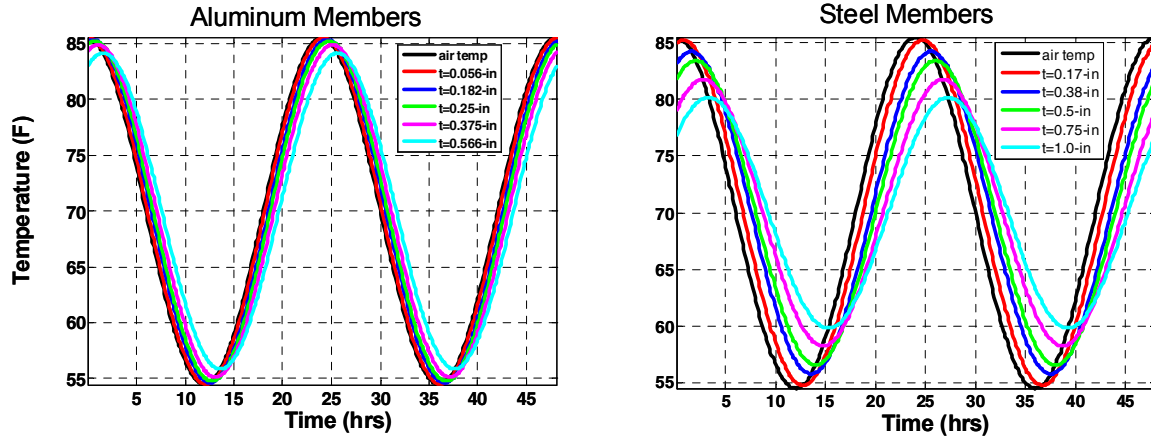 Aluminum Members
85
80
75
70
65
60
55
5 10 15 20 25 30 35 40 45
Temperature (F)
Time (hrs)
air temp
t=0.056-in
t=0.182-in
t=0.25-in
t=0.375-in
t=0.566-in
Steel Members
85
80
75
70
65
60
55
5 10 15 20 25 30 35 40 45
Time (hrs)
air temp
t=0.17-in
t=0.38-in
t=0.5-in
t=0.75-in
t=1.0-in